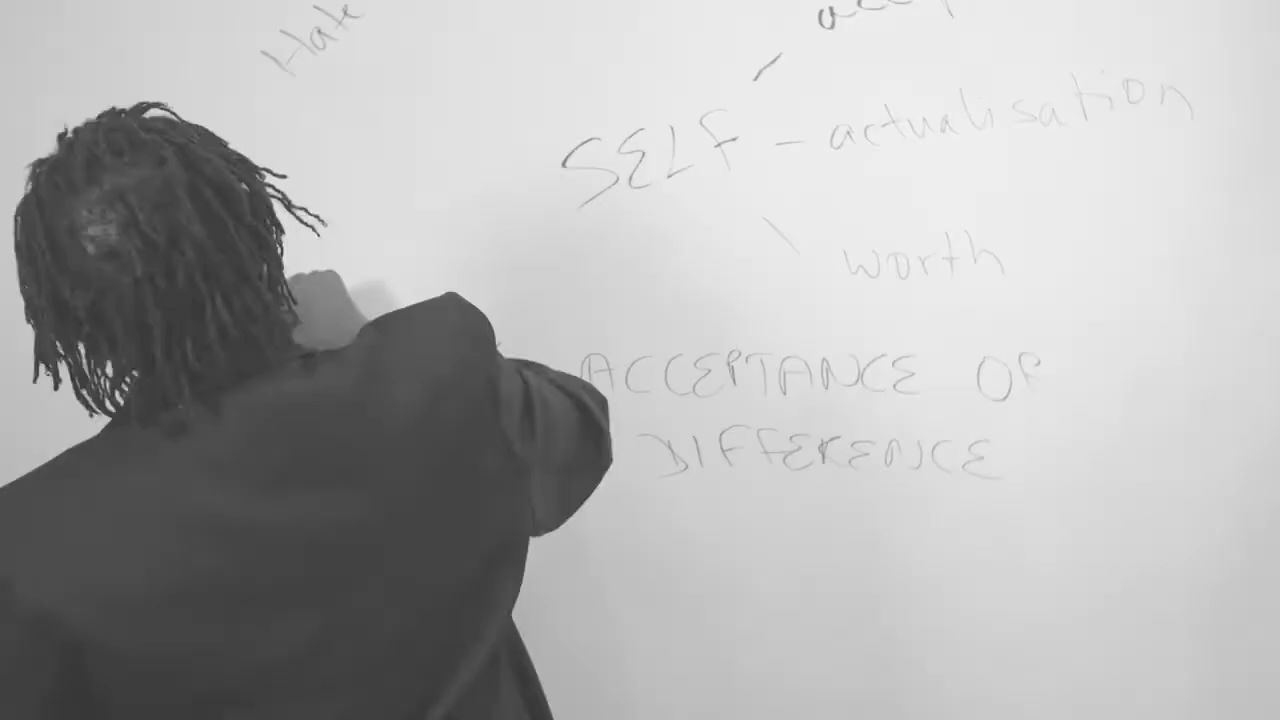 Hate
SELF - actualisation
worth
ACCEPTANCE OF
DIFFERENCE